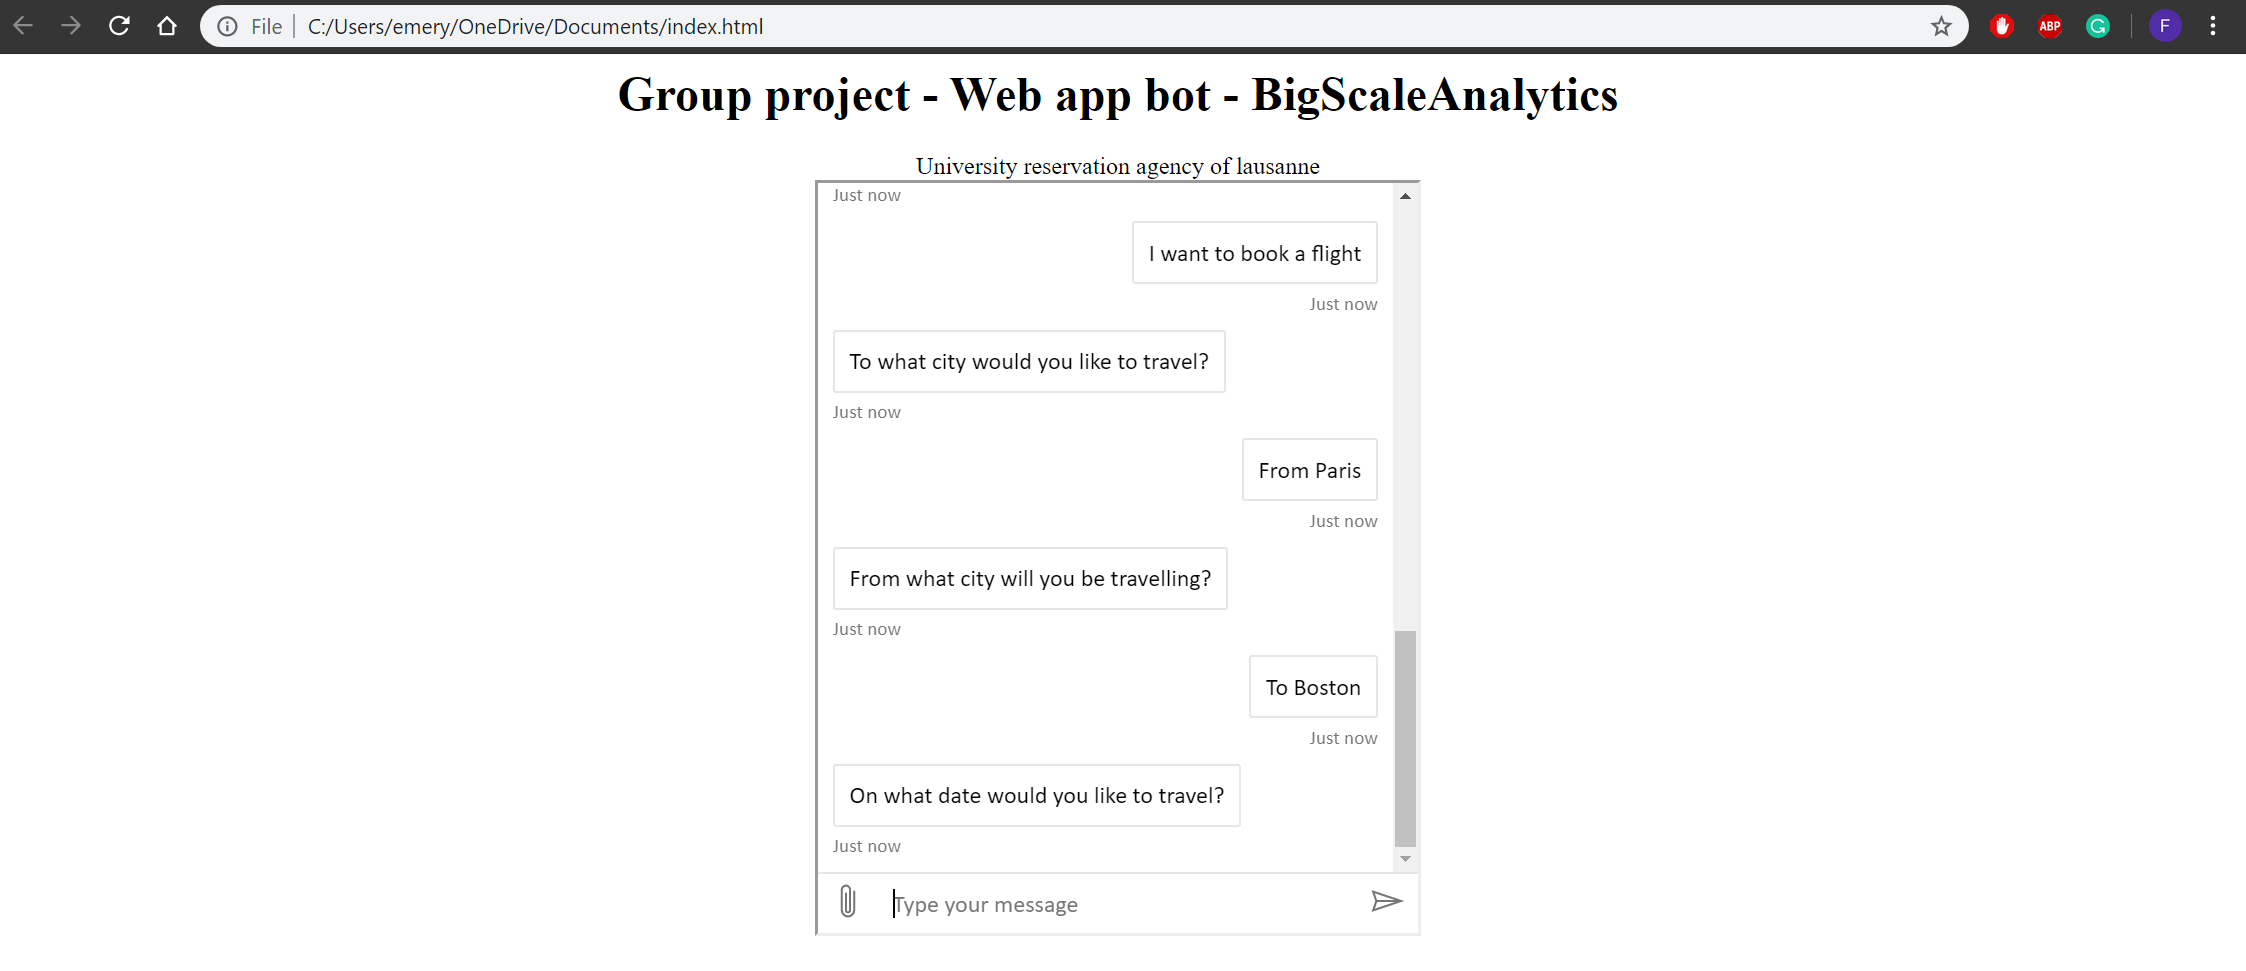 File C:/Users/emery/OneDrive/Documents/index.html
ABP
G
F
Group project - Web app bot - BigScaleAnalytics
University reservation agency of lausanne
Just now
I want to book a flight
Just now
To what city would you like to travel?
Just now
From Paris
Just now
From what city will you be travelling?
Just now
To Boston
Just now
On what date would you like to travel?
Just now
Type your message